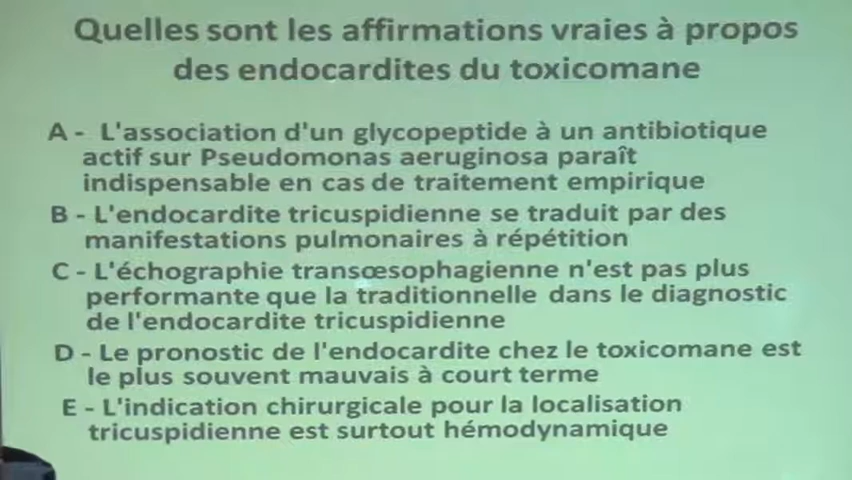 Quelles sont les affirmations vraies à propos
des endocardites du toxicomane
A - L'association d'un glycopeptide à un antibiotique
actif sur Pseudomonas aeruginosa paraît
indispensable en cas de traitement empirique
B - L'endocardite tricuspidienne se traduit par des
manifestations pulmonaires à répétition
C - L'échographie transœsophagienne n'est pas plus
performante que la traditionnelle dans le diagnostic
de l'endocardite tricuspidienne
D - Le pronostic de l'endocardite chez le toxicomane est
le plus souvent mauvais à court terme
E - L'indication chirurgicale pour la localisation
tricuspidienne est surtout hémodynamique